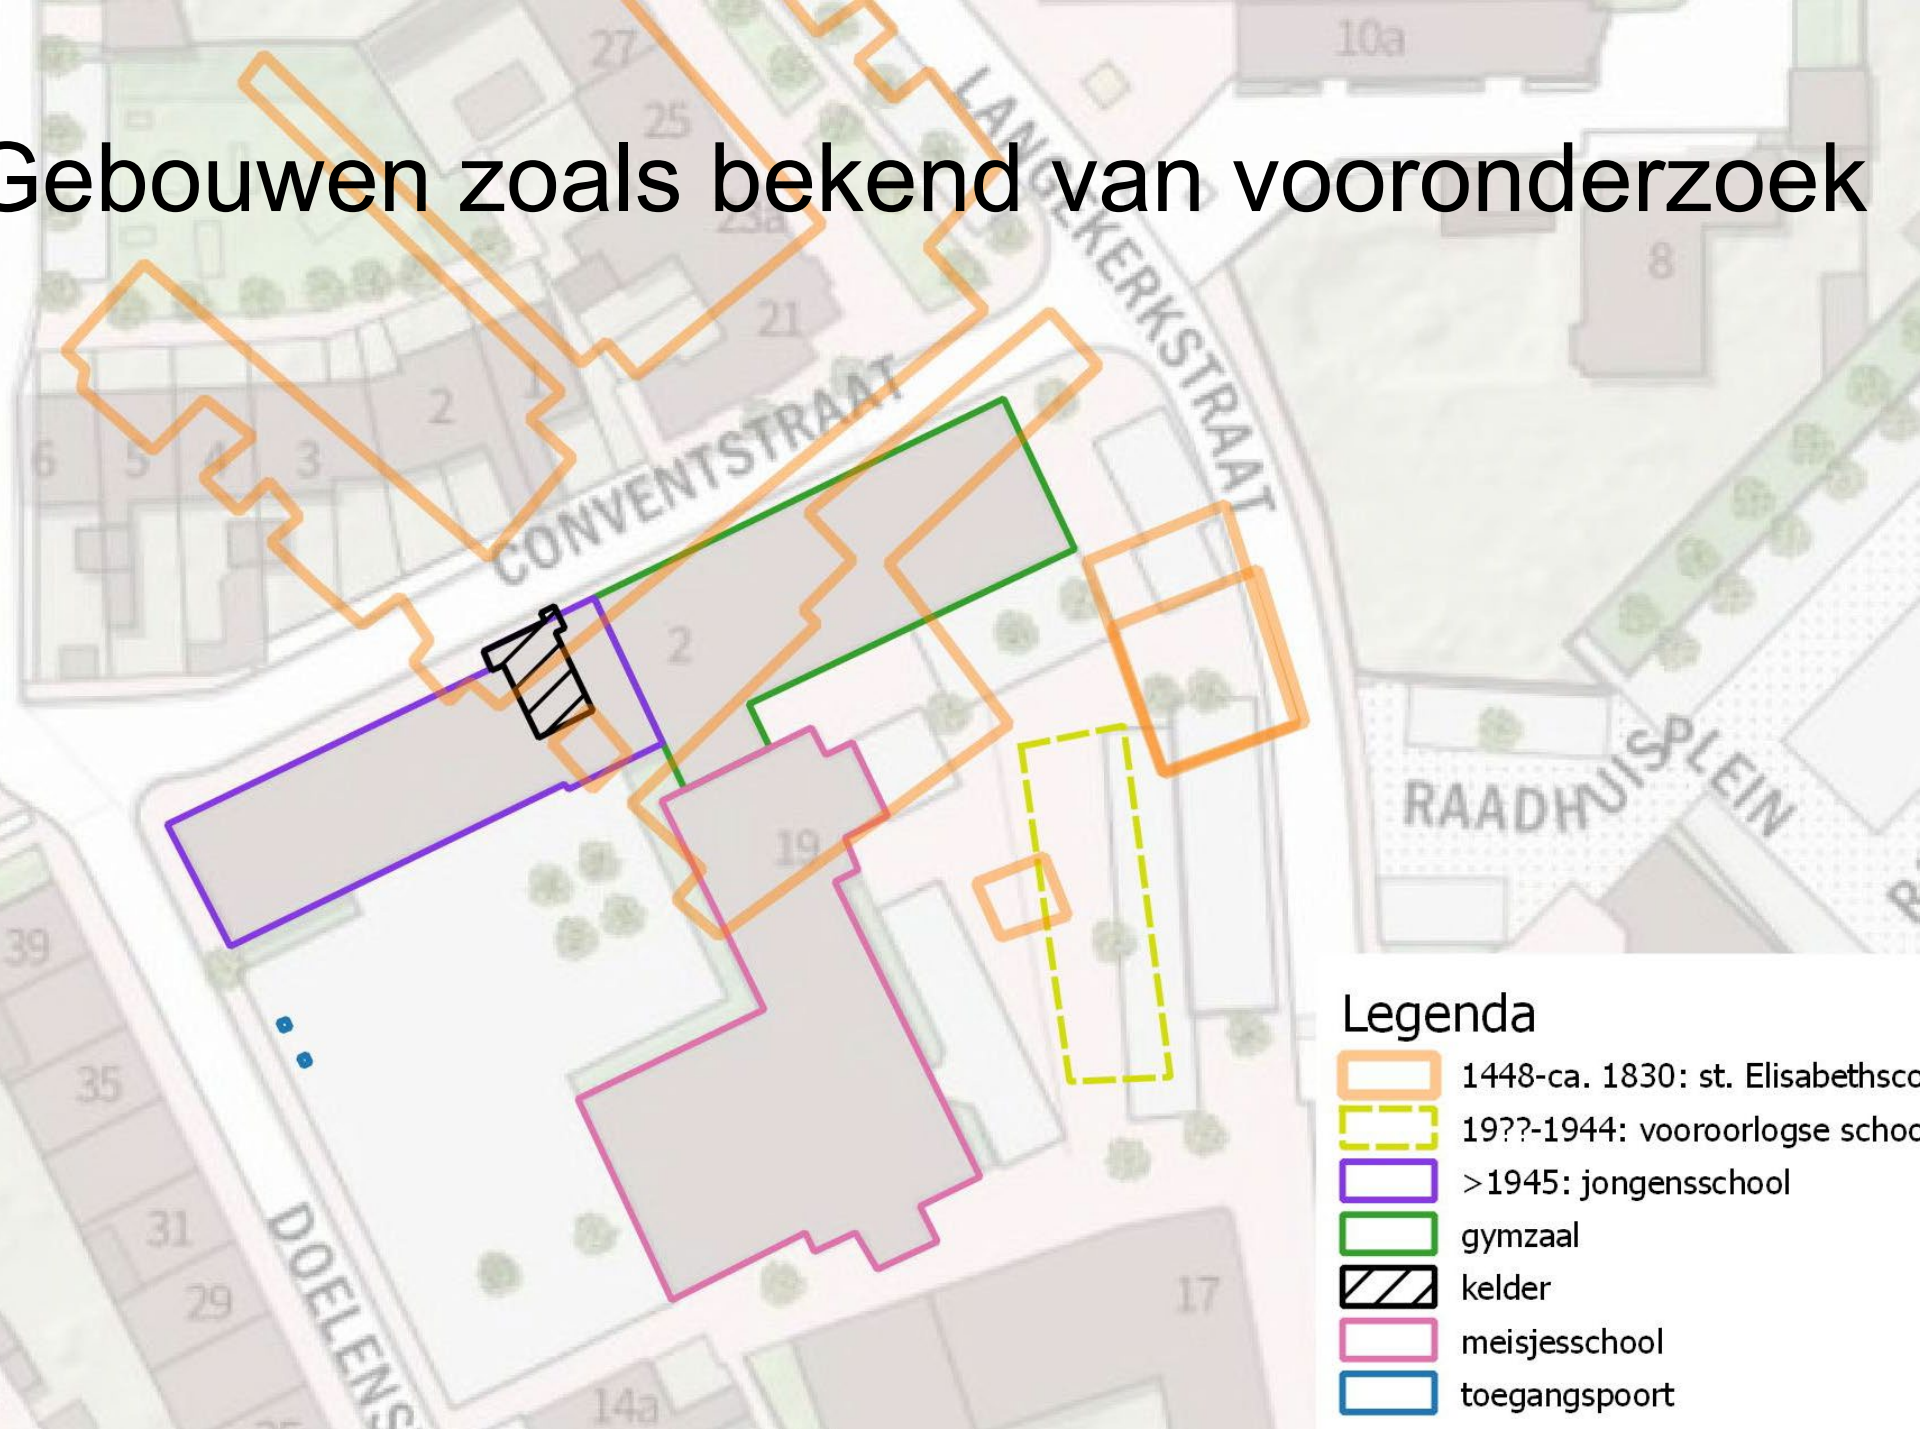 Gebouwen zoals bekend van vooronderzoek
27
10a
25
LANGEKERKSTRAAT
23a
8
21
CONVENTSTRAAT
1
2
6
5
4
3
2
RAADHUISPLEIN
19
39
35
31
29
DOELENS
17
14a
Legenda
1448-ca. 1830: st. Elisabethsco
19??-1944: vooroorlogse schoo
>1945: jongensschool
gymzaal
kelder
meisjesschool
toegangspoort